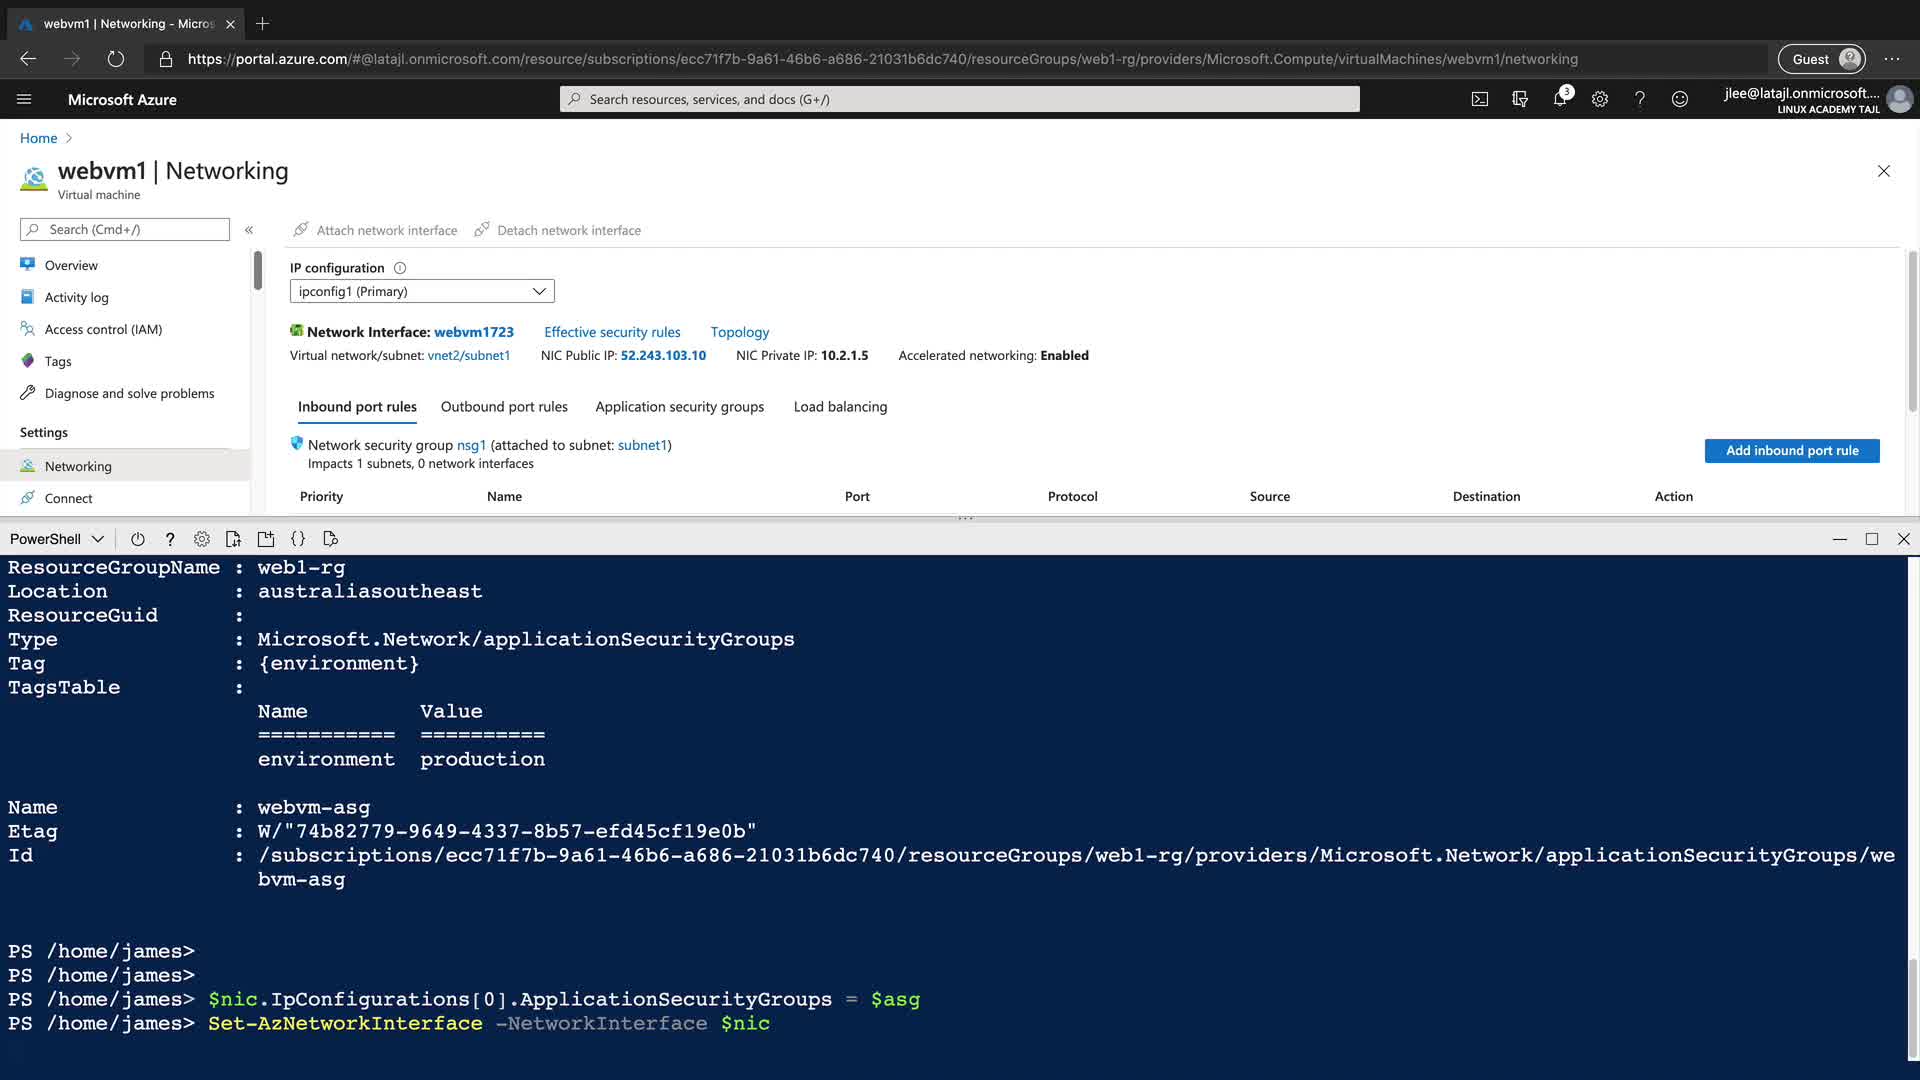 webvm1 | Networking - Micros
https://portal.azure.com/#@latajl.onmicrosoft.com/resource/subscriptions/ecc71f7b-9a61-46b6-a686-21031b6dc740/resourceGroups/web1-rg/providers/Microsoft.Compute/virtualMachines/webvm1/networking
Guest
Microsoft Azure
Search resources, services, and docs (G+/)
3
jlee@latajl.onmicrosoft....
LINUX ACADEMY TAJL
Home
webvm1 | Networking
Virtual machine
Search (Cmd+/)
Attach network interface
Detach network interface
Overview
Activity log
Access control (IAM)
Tags
Diagnose and solve problems
Settings
Networking
Connect
IP configuration
ipconfig1 (Primary)
Network Interface: webvm1723 Effective security rules Topology
Virtual network/subnet: vnet2/subnet1 NIC Public IP: 52.243.103.10 NIC Private IP: 10.2.1.5 Accelerated networking: Enabled
Inbound port rules Outbound port rules Application security groups Load balancing
Network security group nsg1 (attached to subnet: subnet1)
Impacts 1 subnets, 0 network interfaces
Add inbound port rule
Priority Name Port Protocol Source Destination Action
PowerShell
ResourceGroupName : web1-rg
Location : australiasoutheast
ResourceGuid :
Type : Microsoft.Network/applicationSecurityGroups
Tag : {environment}
TagsTable :
Name Value
=========== ==========
environment production
Name : webvm-asg
Etag : W/"74b82779-9649-4337-8b57-efd45cf19e0b"
Id : /subscriptions/ecc71f7b-9a61-46b6-a686-21031b6dc740/resourceGroups/web1-rg/providers/Microsoft.Network/applicationSecurityGroups/we
bvm-asg
PS /home/james>
PS /home/james>
PS /home/james> $nic.IpConfigurations[0].ApplicationSecurityGroups = $asg
PS /home/james> Set-AzNetworkInterface -NetworkInterface $nic